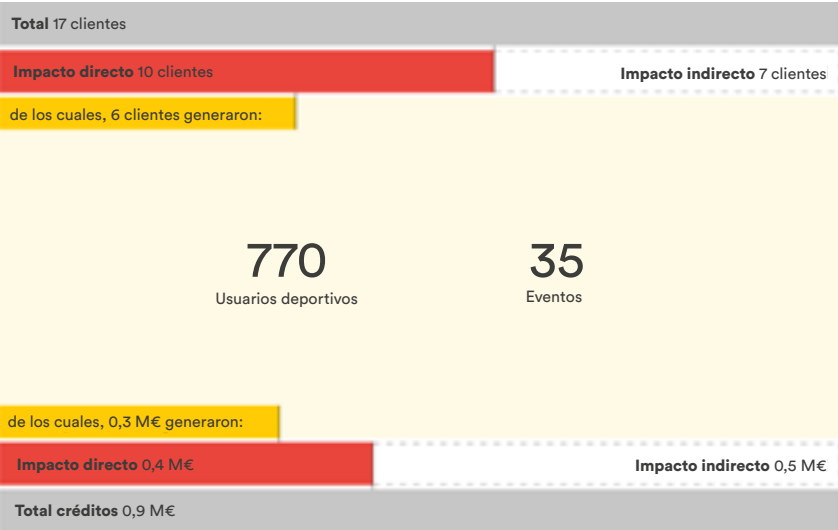 Total 17 clientes
Impacto directo 10 clientes
Impacto indirecto 7 clientes
de los cuales, 6 clientes generaron:
770
Usuarios deportivos
35
Eventos
de los cuales, 0,3 M€ generaron:
Impacto directo 0,4 M€
Impacto indirecto 0,5 M€
Total créditos 0,9 M€